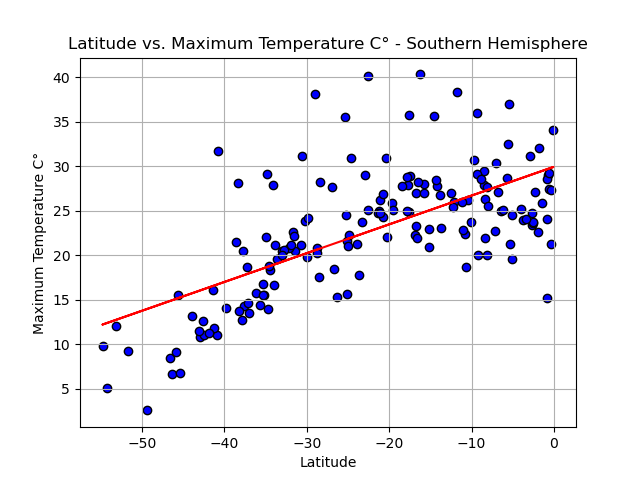 Latitude vs. Maximum Temperature C° - Southern Hemisphere
Maximum Temperature C°
40
35
30
25
20
15
10
5
−50 −40 −30 −20 −10 0
Latitude